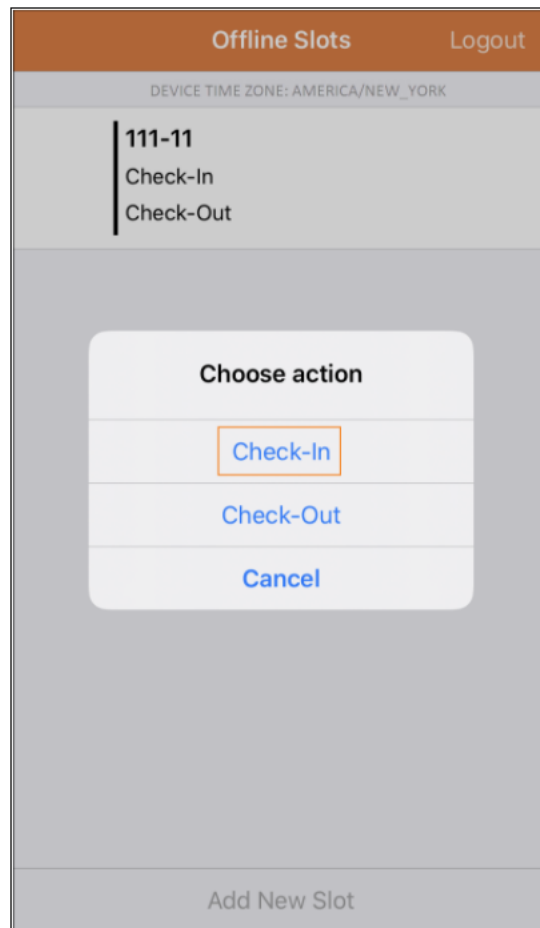 Offline Slots Logout
DEVICE TIME ZONE: AMERICA/NEW_YORK
111-11
Check-In
Check-Out
Choose action
Check-In
Check-Out
Cancel
Add New Slot